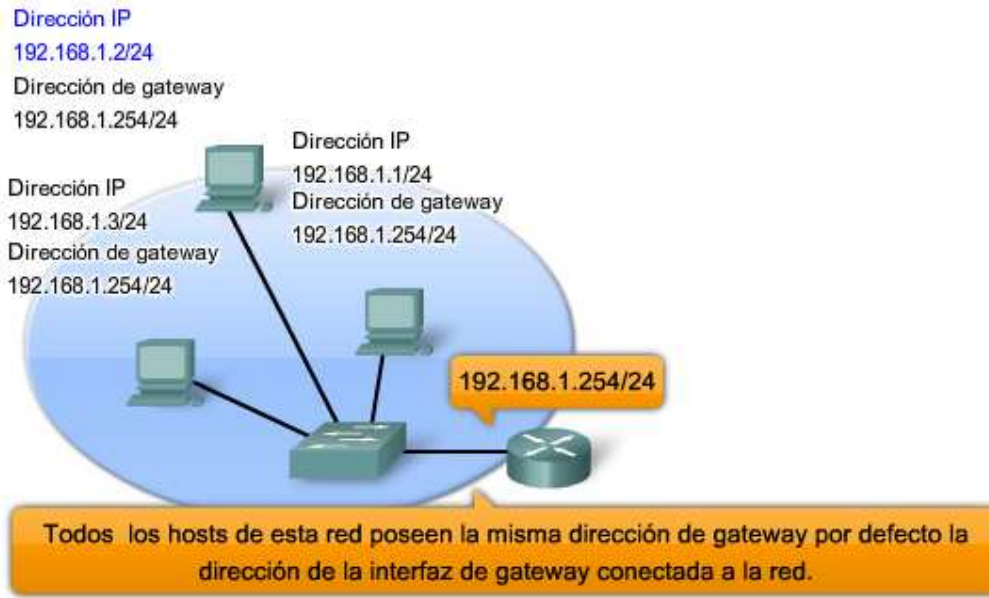 Dirección IP
192.168.1.2/24
Dirección de gateway
192.168.1.254/24
Dirección IP
192.168.1.1/24
Dirección de gateway
192.168.1.254/24
Dirección IP
192.168.1.3/24
Dirección de gateway
192.168.1.254/24
192.168.1.254/24
Todos los hosts de esta red poseen la misma dirección de gateway por defecto la
dirección de la interfaz de gateway conectada a la red.